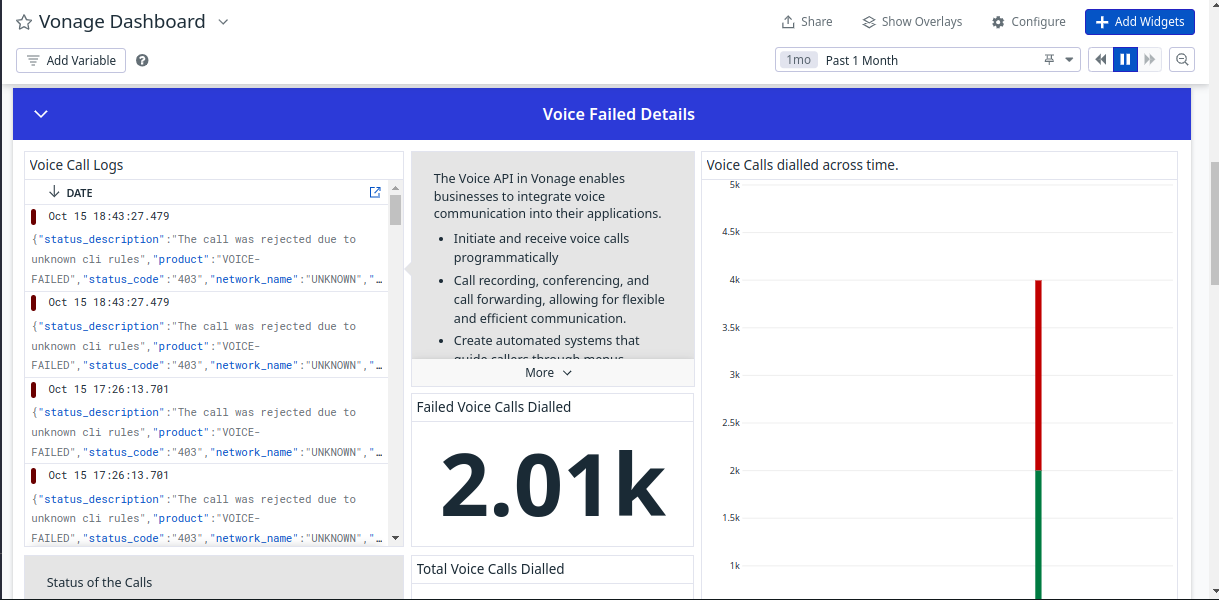 Vonage Dashboard
Share
Show Overlays
Configure
Add Widgets
Add Variable
1mo Past 1 Month
Voice Failed Details
Voice Call Logs
DATE
Oct 15 18:43:27.479
{"status_description":"The call was rejected due to
unknown cli rules","product":"VOICE-
FAILED","status_code":"403","network_name":"UNKNOWN","…
Oct 15 18:43:27.479
{"status_description":"The call was rejected due to
unknown cli rules","product":"VOICE-
FAILED","status_code":"403","network_name":"UNKNOWN","…
Oct 15 17:26:13.701
{"status_description":"The call was rejected due to
unknown cli rules","product":"VOICE-
FAILED","status_code":"403","network_name":"UNKNOWN","…
Oct 15 17:26:13.701
{"status_description":"The call was rejected due to
unknown cli rules","product":"VOICE-
FAILED","status_code":"403","network_name":"UNKNOWN","…
Status of the Calls
The Voice API in Vonage enables
businesses to integrate voice
communication into their applications.
• Initiate and receive voice calls
programmatically
• Call recording, conferencing, and
call forwarding, allowing for flexible
and efficient communication.
• Create automated systems that
guide callers through menus
More
Failed Voice Calls Dialled
2.01k
Total Voice Calls Dialled
Voice Calls dialled across time.
5k
4.5k
4k
3.5k
3k
2.5k
2k
1.5k
1k